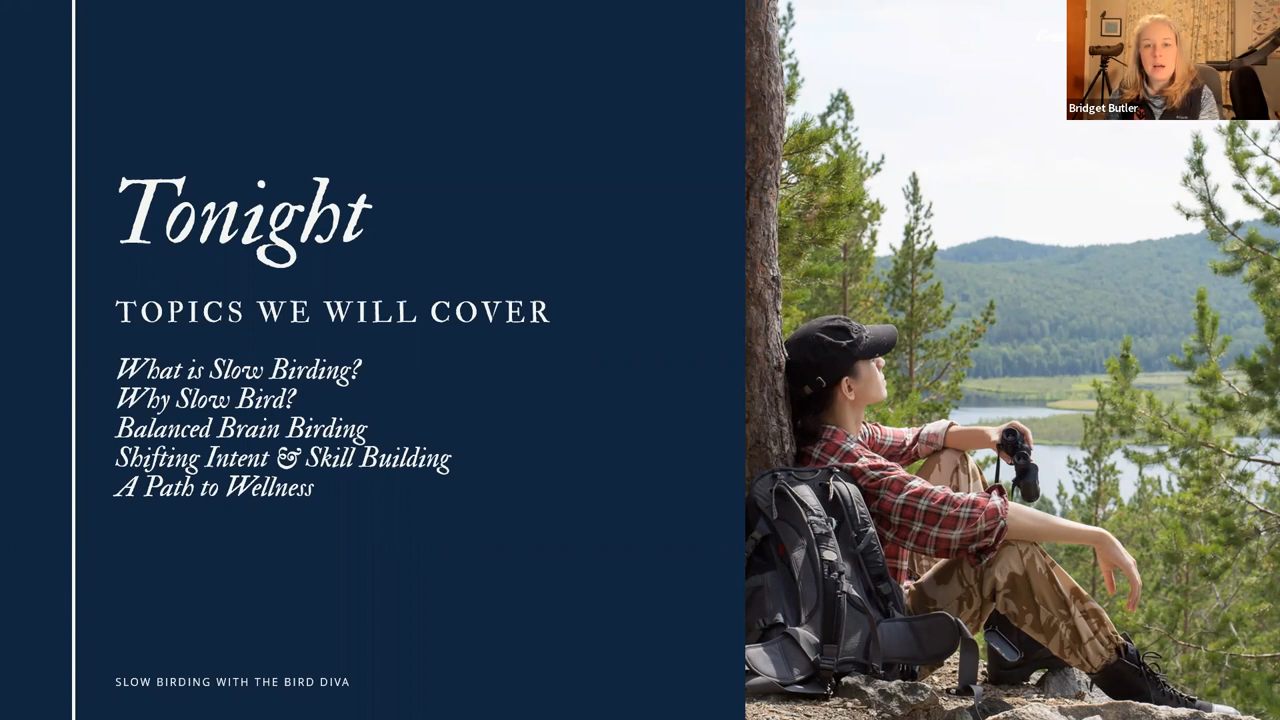 Tonight
TOPICS WE WILL COVER
What is Slow Birding?
Why Slow Bird?
Balanced Brain Birding
Shifting Intent & Skill Building
A Path to Wellness
SLOW BIRDING WITH THE BIRD DIVA
Bridget Butler